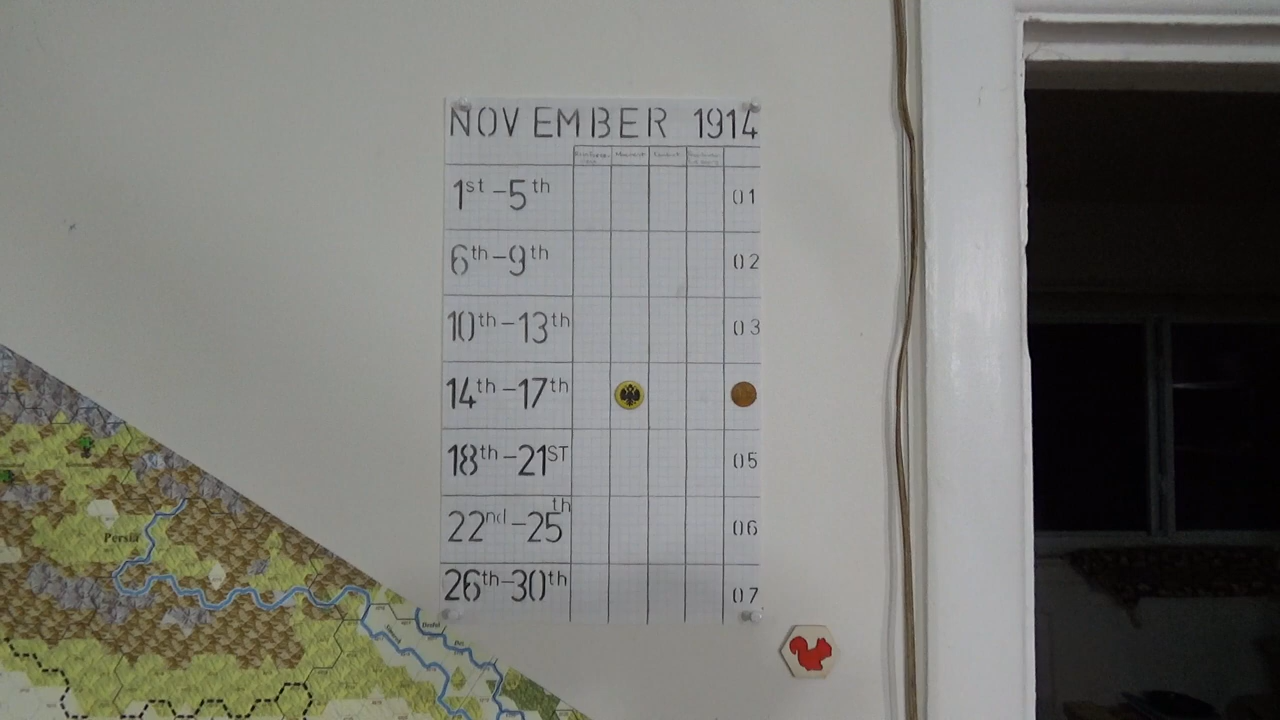 NOVEMBER 1914
Movement
1st-5th 01
6th-9th 02
10th-13th 03
14th-17th
18th-21ST 05
22nd-25th 06
26th-30th 07
Persia